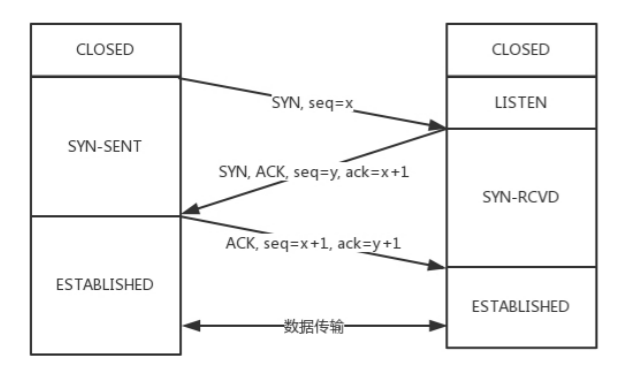 CLOSED
CLOSED
SYN, seq=x
LISTEN
SYN-SENT
SYN, ACK, seq=y, ack=x+1
SYN-RCVD
ACK, seq=x+1, ack=y+1
ESTABLISHED
ESTABLISHED
数据传输